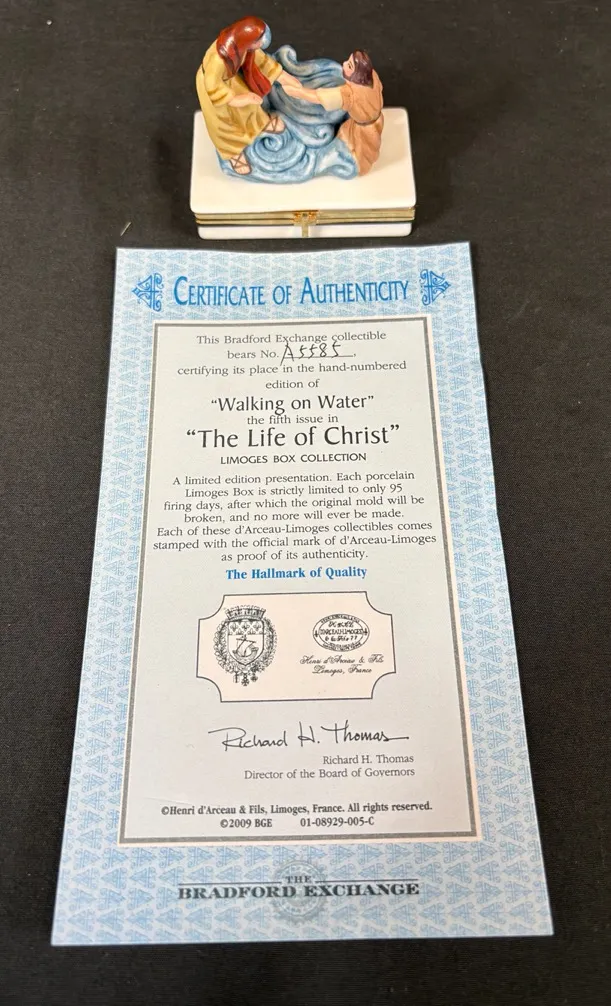 CERTIFICATE OF AUTHENTICITY
This Bradford Exchange collectible
bears No. A5585,
certifying its place in the hand-numbered
edition of
"Walking on Water"
the fifth issue in
"The Life of Christ"
LIMOGES BOX COLLECTION
A limited edition presentation. Each porcelain
Limoges Box is strictly limited to only 95
firing days, after which the original mold will be
broken, and no more will ever be made.
Each of these d'Arceau-Limoges collectibles comes
stamped with the official mark of d'Arceau-Limoges
as proof of its authenticity.
The Hallmark of Quality
D'ARCEAU-LIMOGES
Henri d'Arceau & Fils
Limoges, France
Richard H. Thomas
Richard H. Thomas
Director of the Board of Governors
©Henri d'Arceau & Fils, Limoges, France. All rights reserved.
©2009 BGE 01-08929-005-C
THE
BRADFORD EXCHANGE